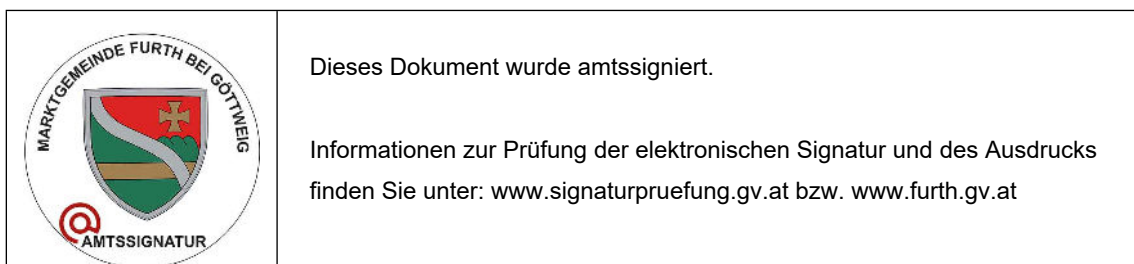 MARKTGEMEINDE FURTH BEI GÖTTWEIG
@
AMTSSIGNATUR
Dieses Dokument wurde amtssigniert.
Informationen zur Prüfung der elektronischen Signatur und des Ausdrucks
finden Sie unter: www.signaturpruefung.gv.at bzw. www.furth.gv.at